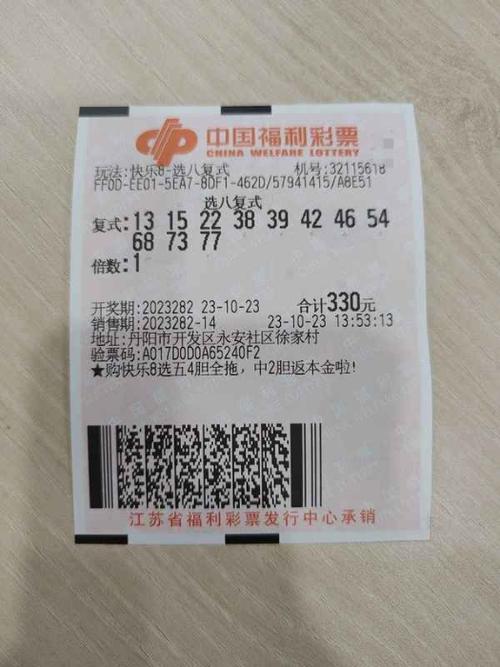 中国福利彩票
CHINA WELFARE LOTTERY
玩法:快乐8-选八复式 机号:32115618
FF0D-EE01-5EA7-8DF1-462D/57941415/A8E51
选八复式
复式:13 15 22 38 39 42 46 54
68 73 77
倍数:1
开奖期:2023282 23-10-23 合计330元
销售期:2023282-14 23-10-23 13:53:13
地址:丹阳市开发区永安社区徐家村
验票码:A017D0D0A65240F2
★购快乐8选五4胆全拖，中2胆返本金啦!
江苏省福利彩票发行中心承销